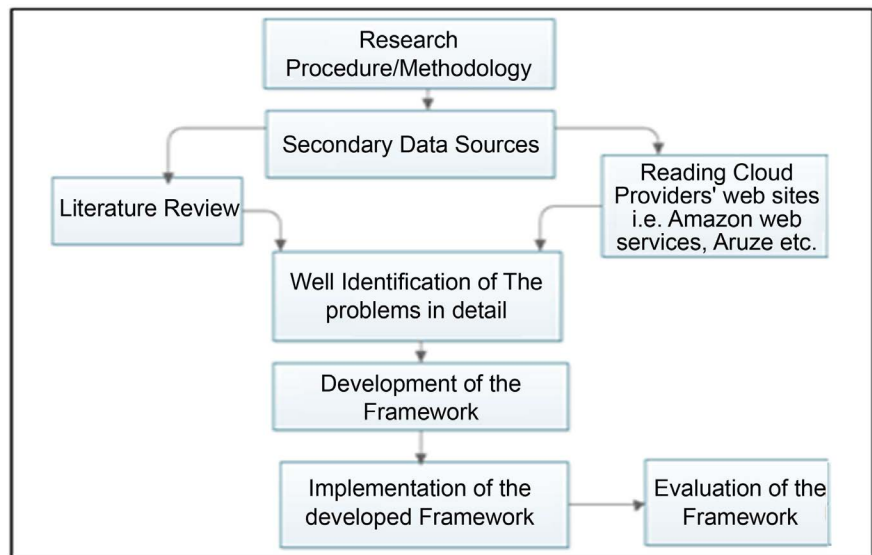 Research
Procedure/Methodology
Secondary Data Sources
Literature Review
Reading Cloud
Providers' web sites
i.e. Amazon web
services, Aruze etc.
Well Identification of The
problems in detail
Development of the
Framework
Implementation of the
developed Framework
Evaluation of the
Framework